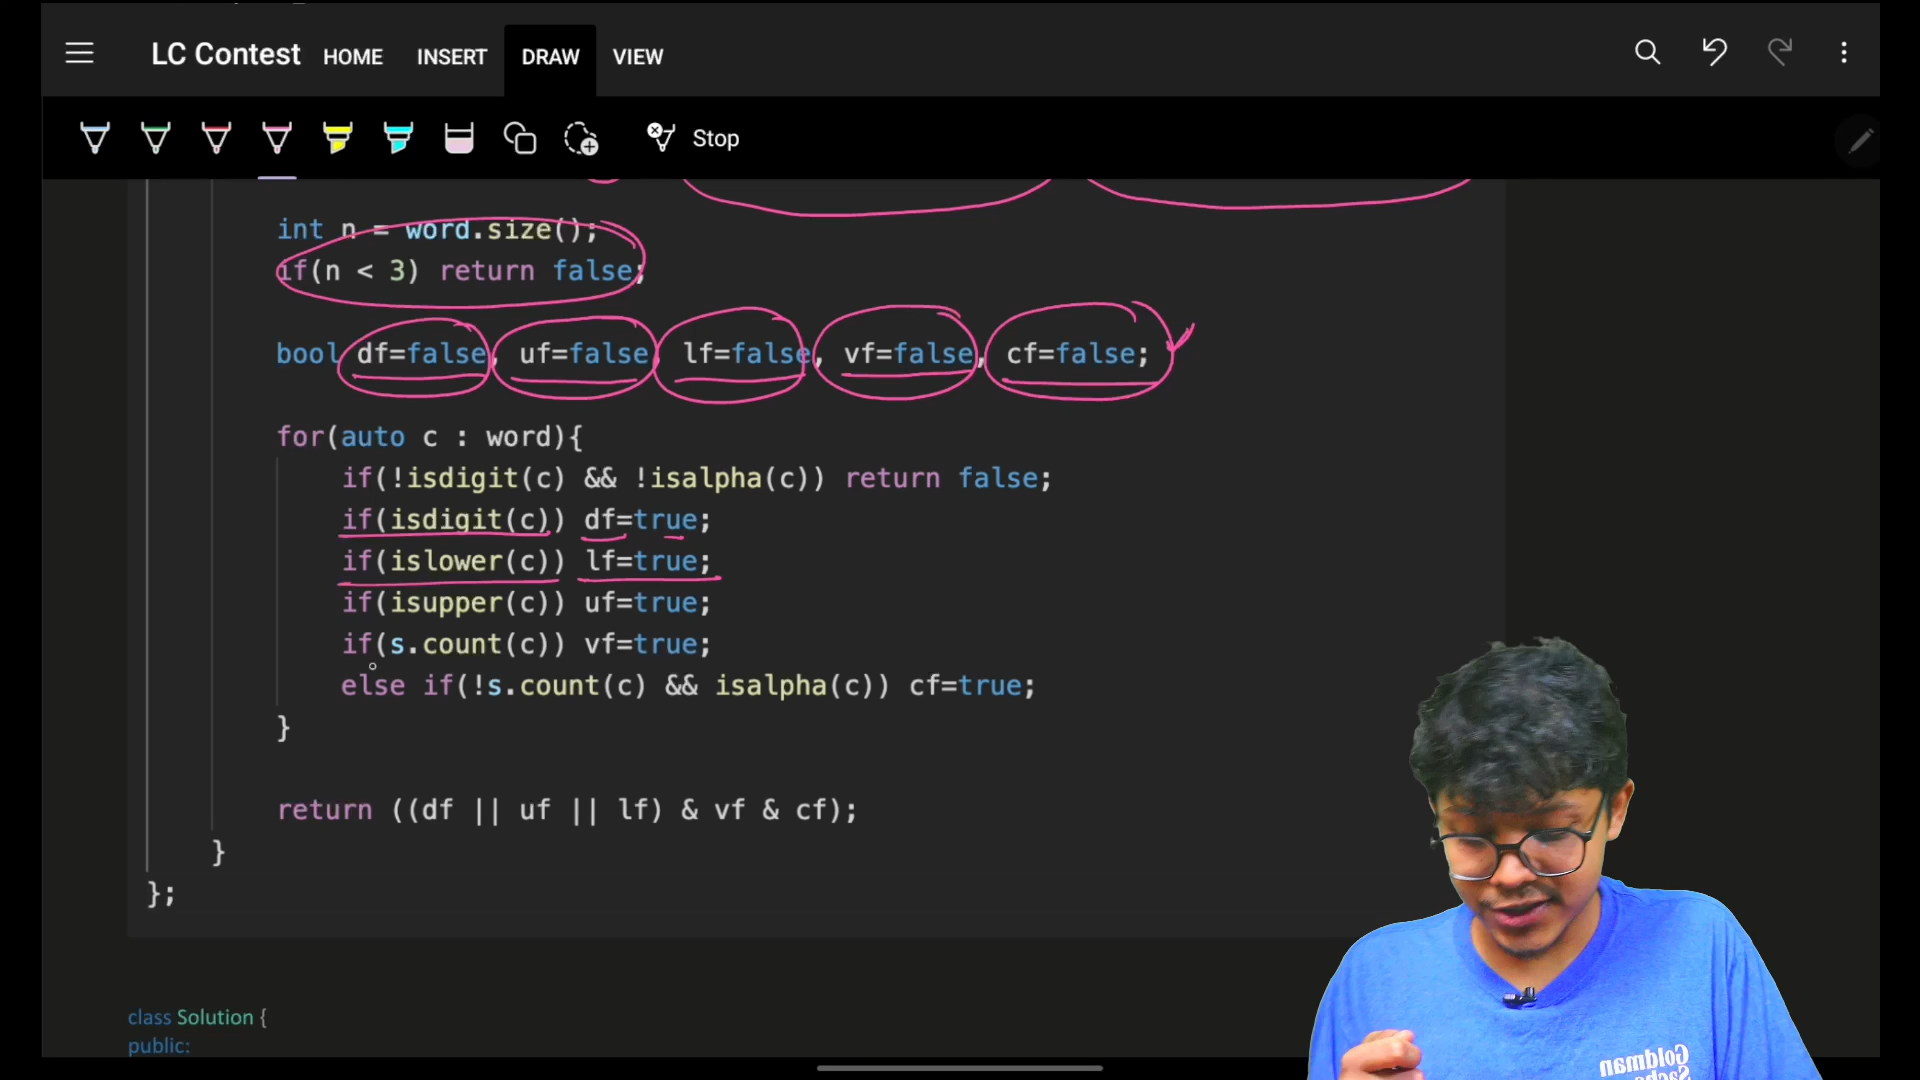 LC Contest HOME INSERT DRAW VIEW
Stop
int n = word.size();
if(n < 3) return false;
bool df=false, uf=false, lf=false, vf=false, cf=false;
for(auto c : word){
if(!isdigit(c) && !isalpha(c)) return false;
if(isdigit(c)) df=true;
if(islower(c)) lf=true;
if(isupper(c)) uf=true;
if(s.count(c)) vf=true;
else if(!s.count(c) && isalpha(c)) cf=true;
}
return ((df || uf || lf) & vf & cf);
}
};
class Solution {
public:
Goldman
Sachs